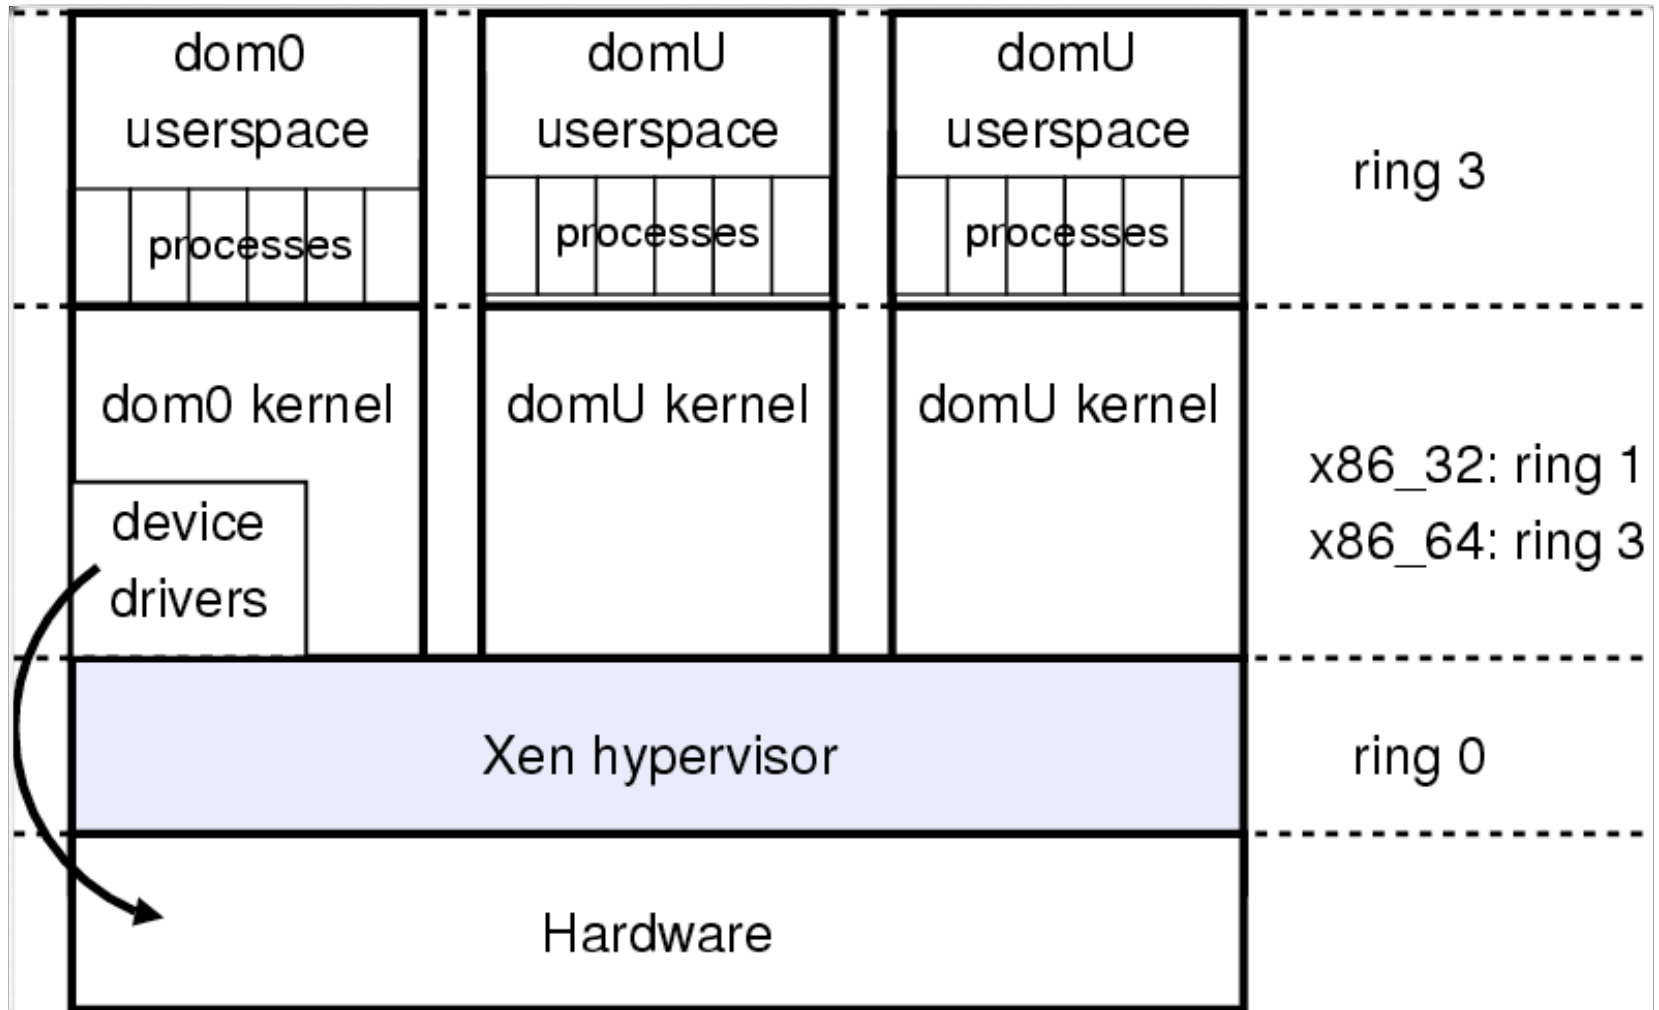 dom0
userspace
processes
domU
userspace
processes
domU
userspace
processes
ring 3
dom0 kernel
device
drivers
domU kernel
domU kernel
x86_32: ring 1
x86_64: ring 3
Xen hypervisor
ring 0
Hardware